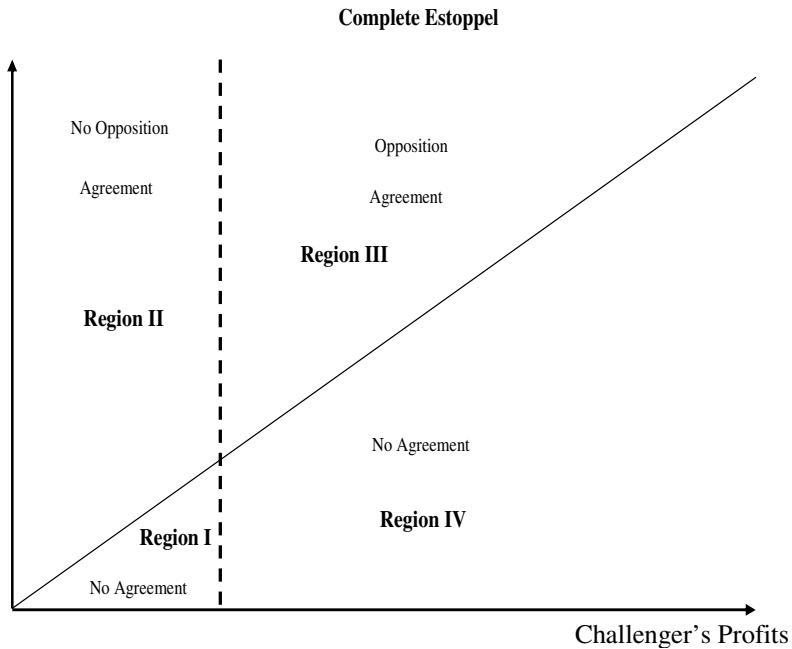 Complete Estoppel
No Opposition
Agreement
Opposition
Agreement
Region III
Region II
No Agreement
Region IV
Region I
No Agreement
Challenger's Profits